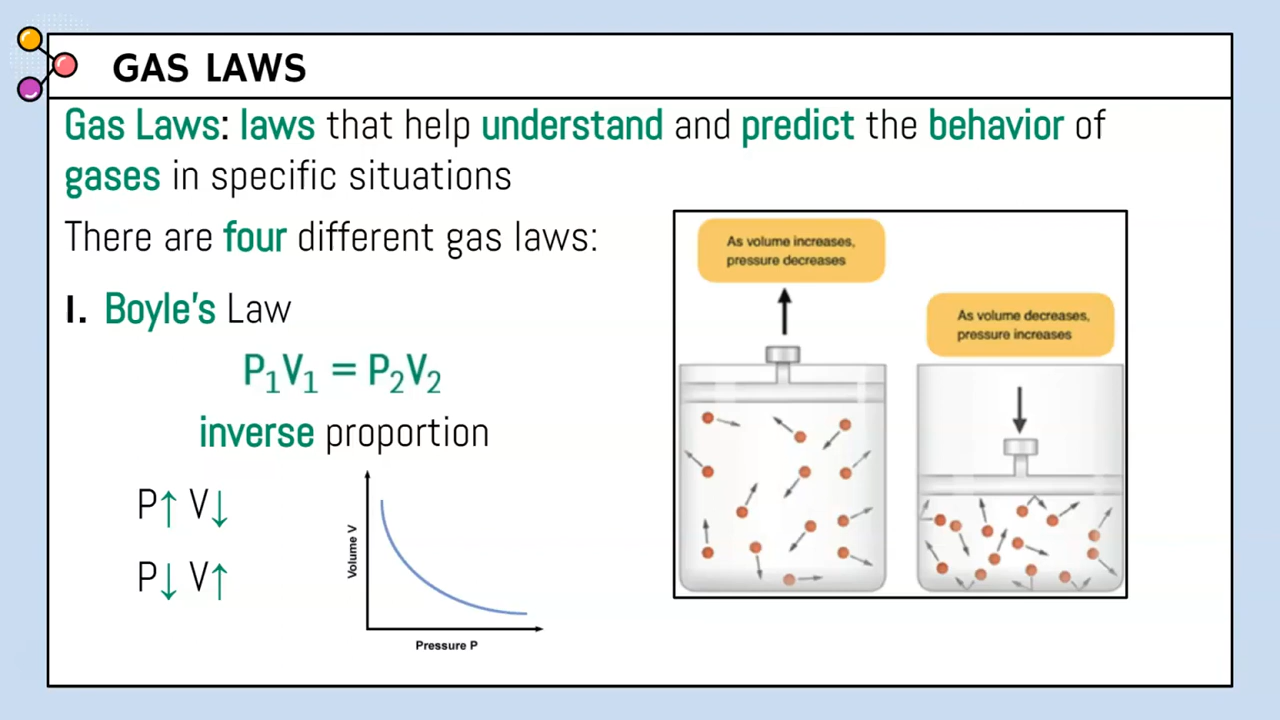 GAS LAWS
Gas Laws: laws that help understand and predict the behavior of
gases in specific situations
There are four different gas laws:
I. Boyle's Law
P₁V₁ = P₂V₂
inverse proportion
P↑ V↓
P↓ V↑
Volume V
Pressure P
As volume increases,
pressure decreases
As volume decreases,
pressure increases